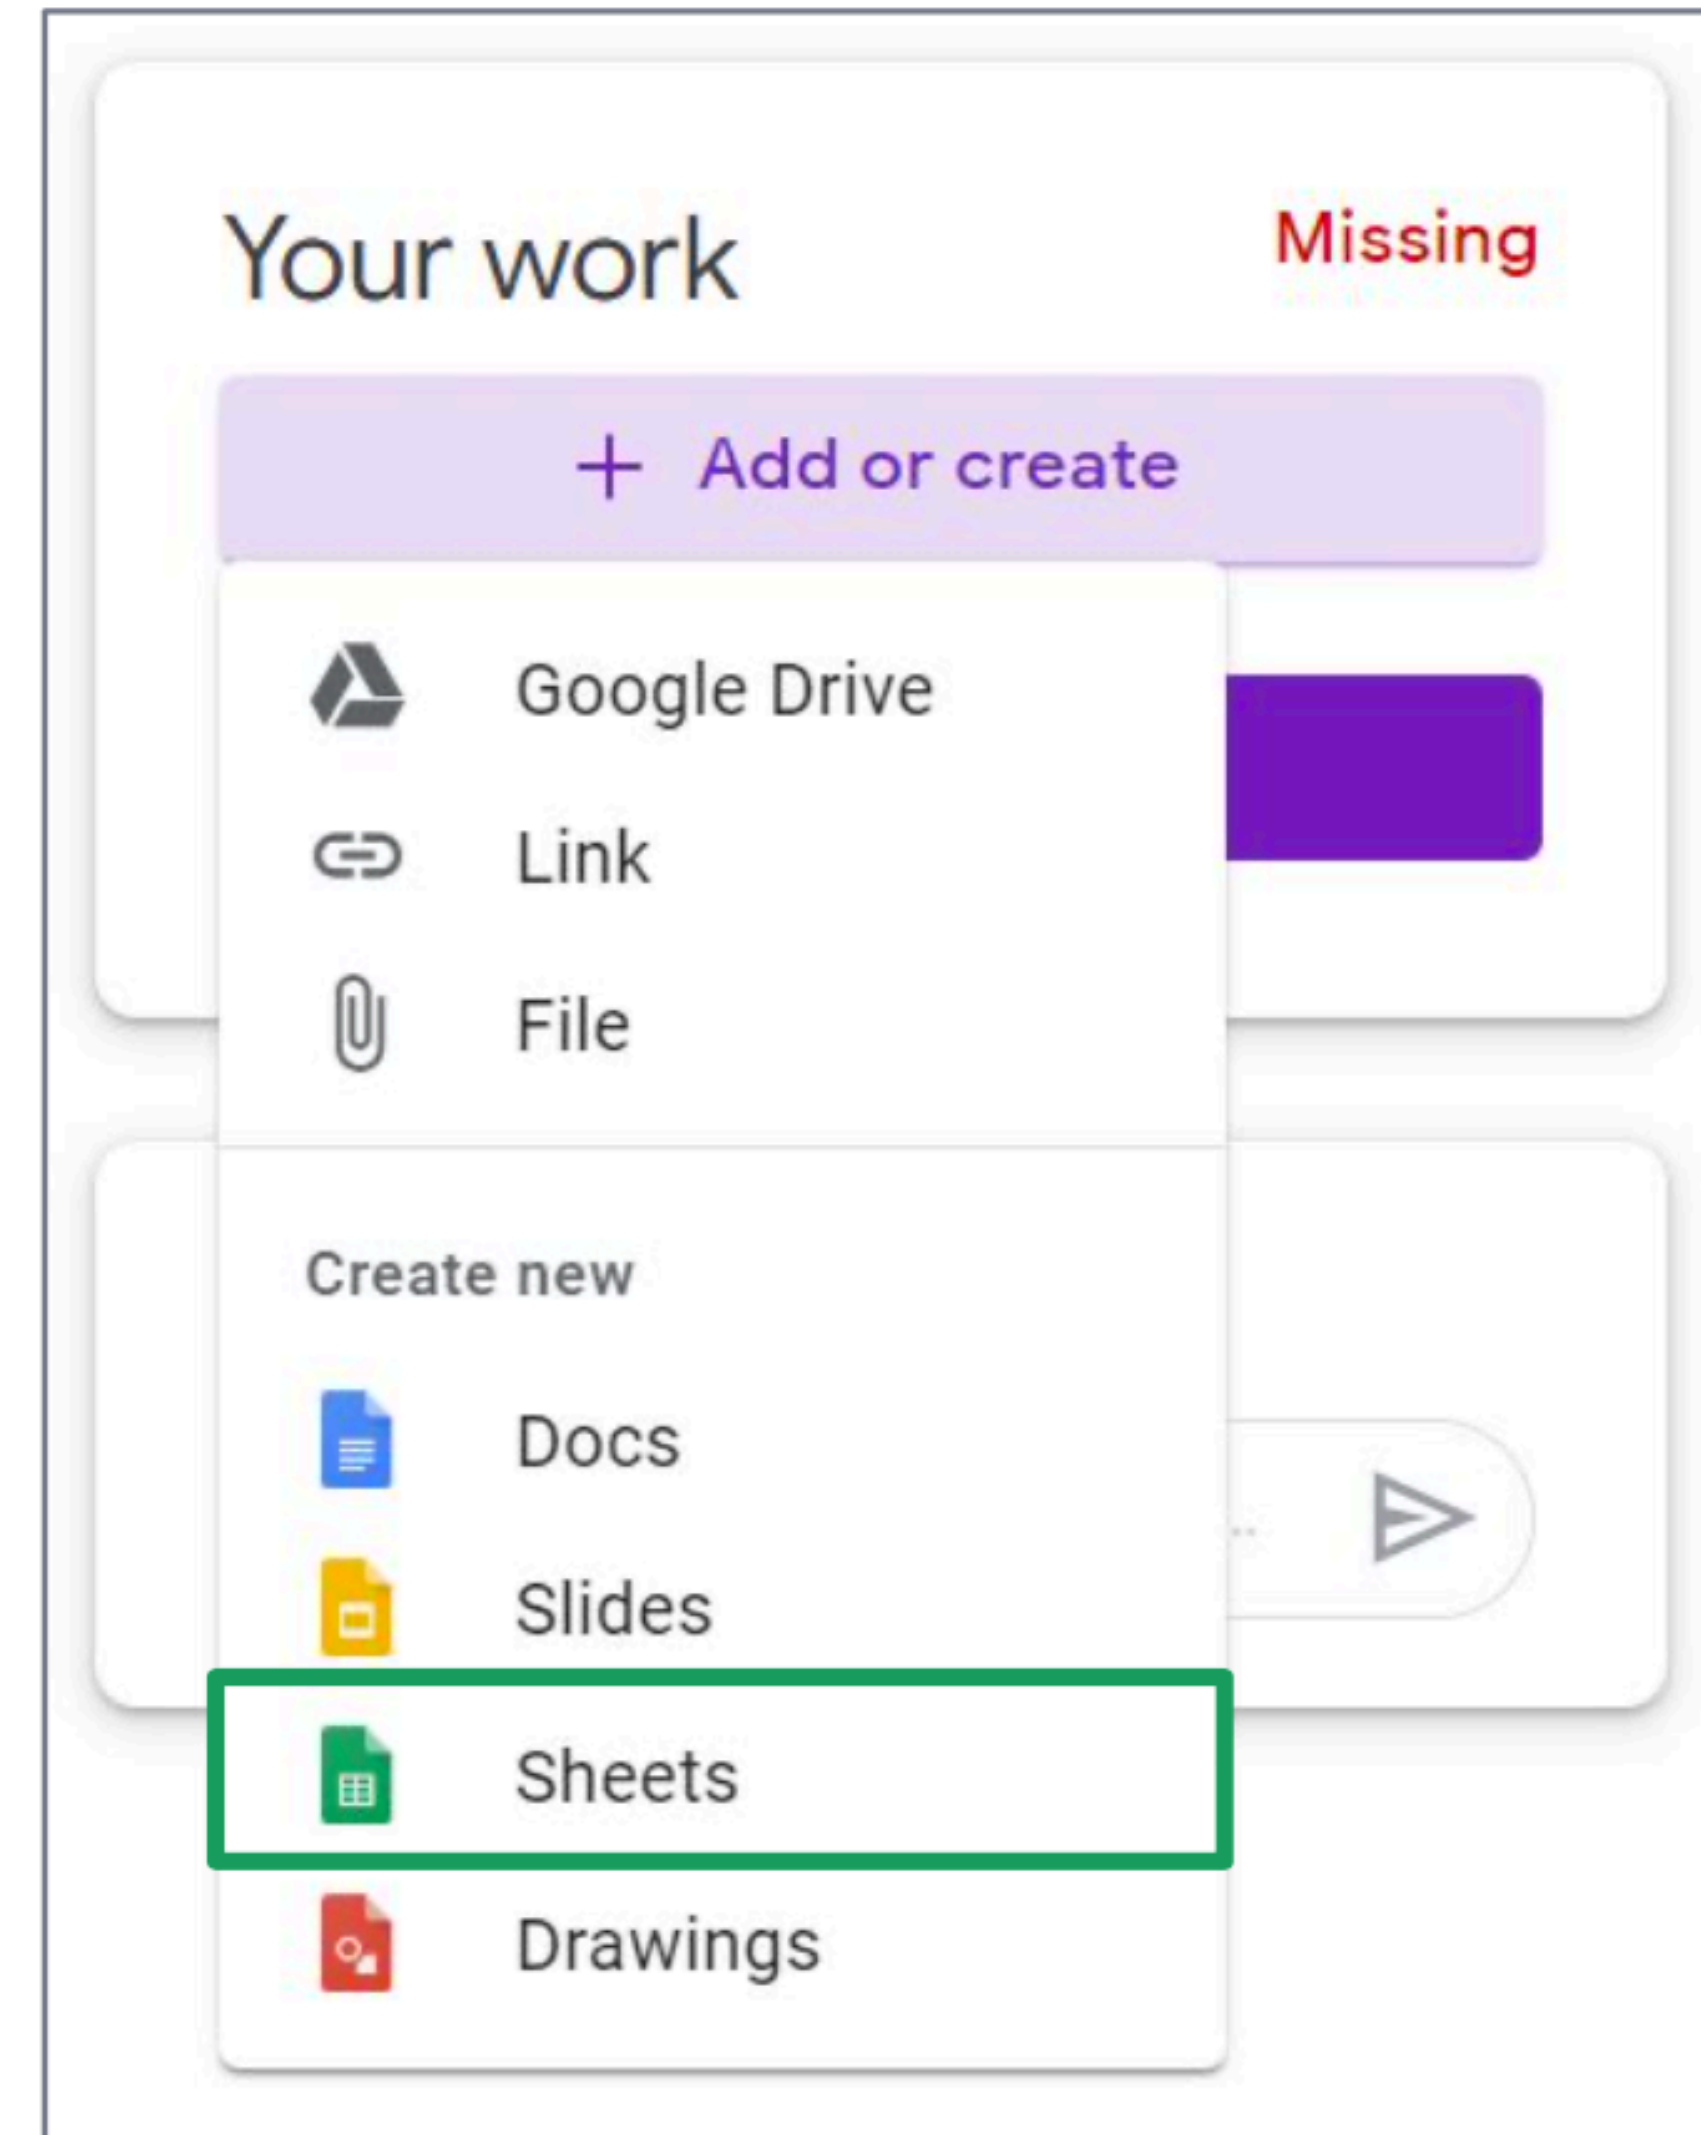 Your work
Missing
+ Add or create
Google Drive
Link
File
Create new
Docs
Slides
..
Sheets
Drawings